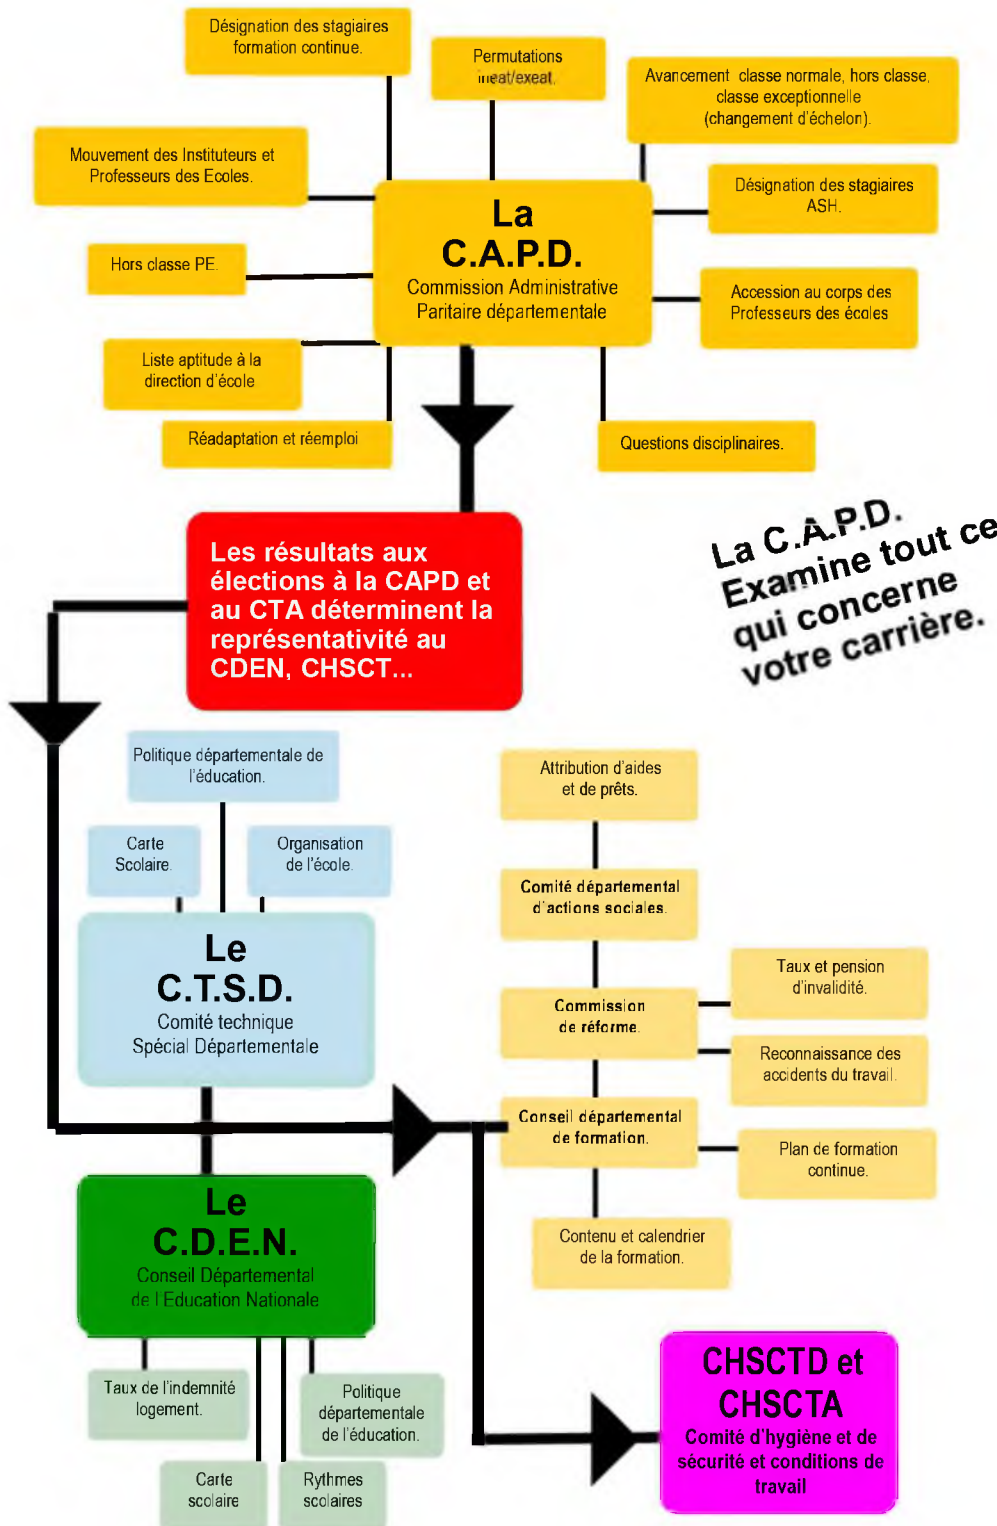 Désignation des stagiaires
formation continue.
Permutations
ineat/exeat.
Avancement classe normale, hors classe,
classe exceptionnelle
(changement d'échelon).
Mouvement des Instituteurs et
Professeurs des Ecoles.
La
C.A.P.D.
Commission Administrative
Paritaire départementale
Désignation des stagiaires
ASH.
Hors classe PE.
Accession au corps des
Professeurs des écoles
Liste aptitude à la
direction d'école
Réadaptation et réemploi
Questions disciplinaires.
Les résultats aux
élections à la CAPD et
au CTA déterminent la
représentativité au
CDEN, CHSCT...
La C.A.P.D.
Examine tout ce
qui concerne
votre carrière.
Politique départementale de
l'éducation.
Carte
Scolaire.
Organisation
de l'école.
Le
C.T.S.D.
Comité technique
Spécial Départementale
Attribution d'aides
et de prêts.
Comité départemental
d'actions sociales.
Commission
de réforme.
Taux et pension
d'invalidité.
Reconnaissance des
accidents du travail.
Conseil départemental
de formation.
Plan de formation
continue.
Contenu et calendrier
de la formation.
Le
C.D.E.N.
Conseil Départemental
de l'Education Nationale
Taux de l'indemnité
logement.
Politique
départementale
de l'éducation.
Carte
scolaire
Rythmes
scolaires
CHSCTD et
CHSCTA
Comité d'hygiène et de
sécurité et conditions de
travail